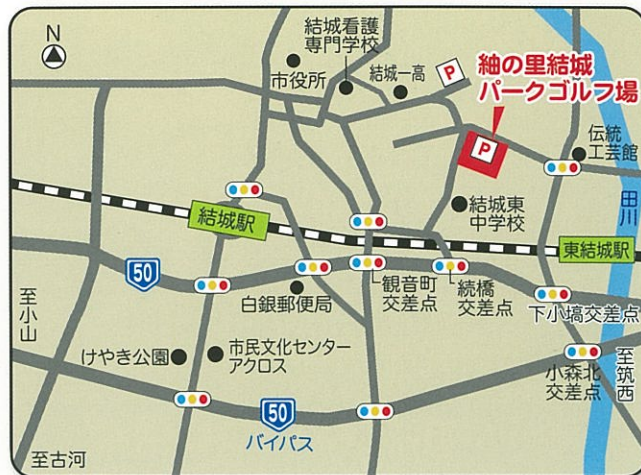 N
結城看護
専門学校
市役所
結城一高
P
紬の里結城
パークゴルフ場
P
伝統
工芸館
田川
結城東
中学校
結城駅
東結城駅
50
白銀郵便局
観音町
交差点
続橋
交差点
下小塙交差点
至小山
けやき公園
市民文化センター
アクロス
小森北
交差点
至筑西
50
バイパス
至古河